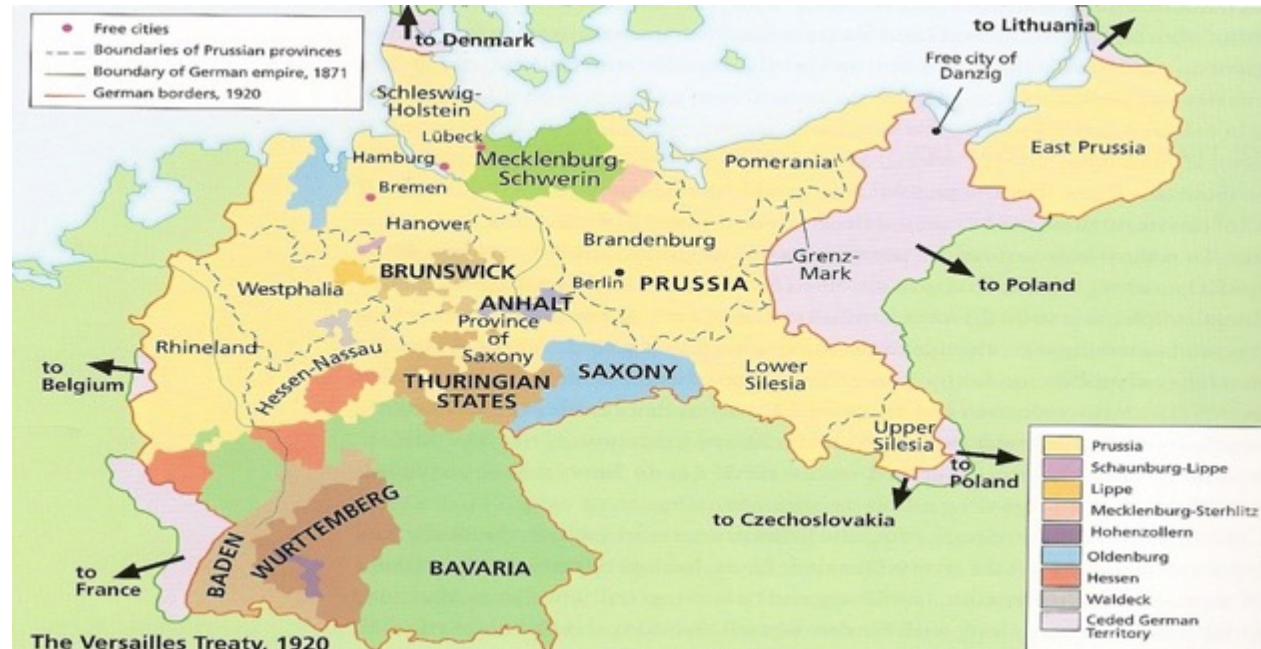 Free cities
Boundaries of Prussian provinces
Boundary of German empire, 1871
German borders, 1920
to Denmark
to Lithuania
Free city of
Danzig
Schleswig-
Holstein
Lübeck
Hamburg
Mecklenburg-
Schwerin
Bremen
Pomerania
East Prussia
Hanover
Brandenburg
Grenz-
Mark
BRUNSWICK
Berlin
PRUSSIA
to Poland
Westphalia
ANHALT
Province
of
Saxony
Rhineland
Hessen-Nassau
to
Belgium
THURINGIAN
STATES
SAXONY
Lower
Silesia
Upper
Silesia
to
Poland
to Czechoslovakia
WURTTEMBERG
BADEN
BAVARIA
to
France
The Versailles Treaty, 1920
Prussia
Schaunburg-Lippe
Lippe
Mecklenburg-Sterhlitz
Hohenzollern
Oldenburg
Hessen
Waldeck
Ceded German
Territory